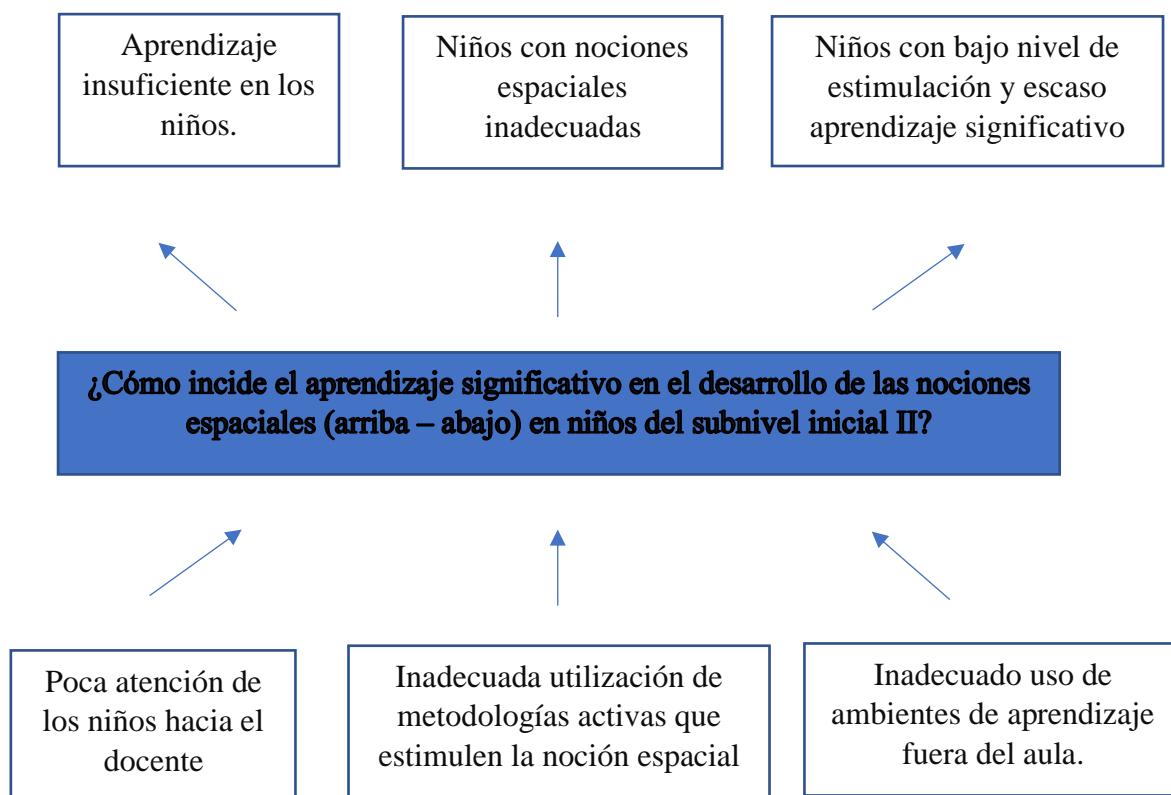 Aprendizaje
insuficiente en los
niños.
Niños con nociones
espaciales
inadecuadas
Niños con bajo nivel de
estimulación y escaso
aprendizaje significativo
¿Cómo incide el aprendizaje significativo en el desarrollo de las nociones
espaciales (arriba – abajo) en niños del subnivel inicial II?
Poca atención de
los niños hacia el
docente
Inadecuada utilización de
metodologías activas que
estimulen la noción espacial
Inadecuado uso de
ambientes de aprendizaje
fuera del aula.